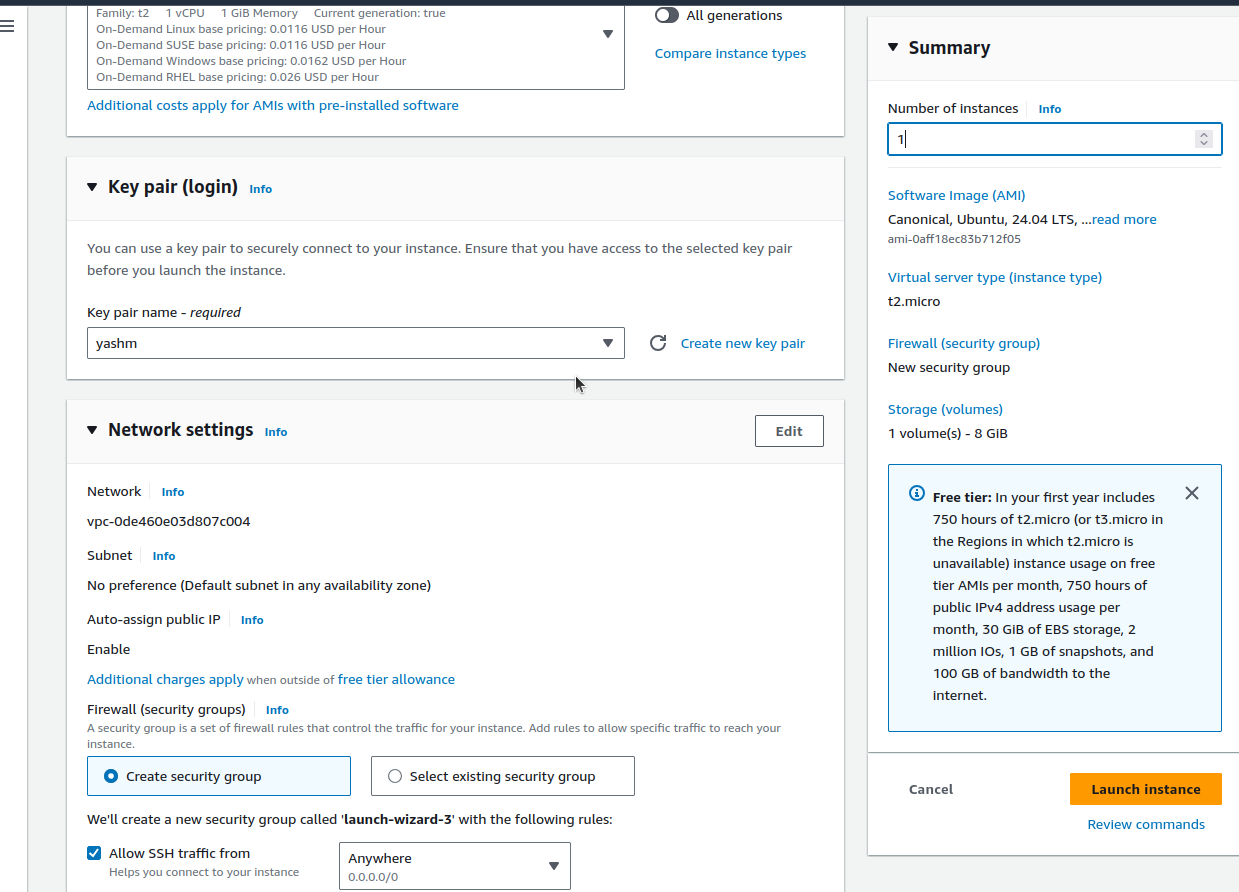 Family: t2 1 vCPU 1 GiB Memory Current generation: true
On-Demand Linux base pricing: 0.0116 USD per Hour
On-Demand SUSE base pricing: 0.0116 USD per Hour
On-Demand Windows base pricing: 0.0162 USD per Hour
On-Demand RHEL base pricing: 0.026 USD per Hour
All generations
Compare instance types
Additional costs apply for AMIs with pre-installed software
Key pair (login) Info
You can use a key pair to securely connect to your instance. Ensure that you have access to the selected key pair
before you launch the instance.
Key pair name - required
yashm
Create new key pair
Network settings Info
Edit
Network Info
vpc-0de460e03d807c004
Subnet Info
No preference (Default subnet in any availability zone)
Auto-assign public IP Info
Enable
Additional charges apply when outside of free tier allowance
Firewall (security groups) Info
A security group is a set of firewall rules that control the traffic for your instance. Add rules to allow specific traffic to reach your
instance.
Create security group
Select existing security group
We'll create a new security group called 'launch-wizard-3' with the following rules:
Allow SSH traffic from
Helps you connect to your instance
Anywhere
0.0.0.0/0
Summary
Number of instances Info
1
Software Image (AMI)
Canonical, Ubuntu, 24.04 LTS, ...read more
ami-0aff18ec83b712f05
Virtual server type (instance type)
t2.micro
Firewall (security group)
New security group
Storage (volumes)
1 volume(s) - 8 GiB
Free tier: In your first year includes
750 hours of t2.micro (or t3.micro in
the Regions in which t2.micro is
unavailable) instance usage on free
tier AMIs per month, 750 hours of
public IPv4 address usage per
month, 30 GiB of EBS storage, 2
million IOs, 1 GB of snapshots, and
100 GB of bandwidth to the
internet.
Cancel
Launch instance
Review commands